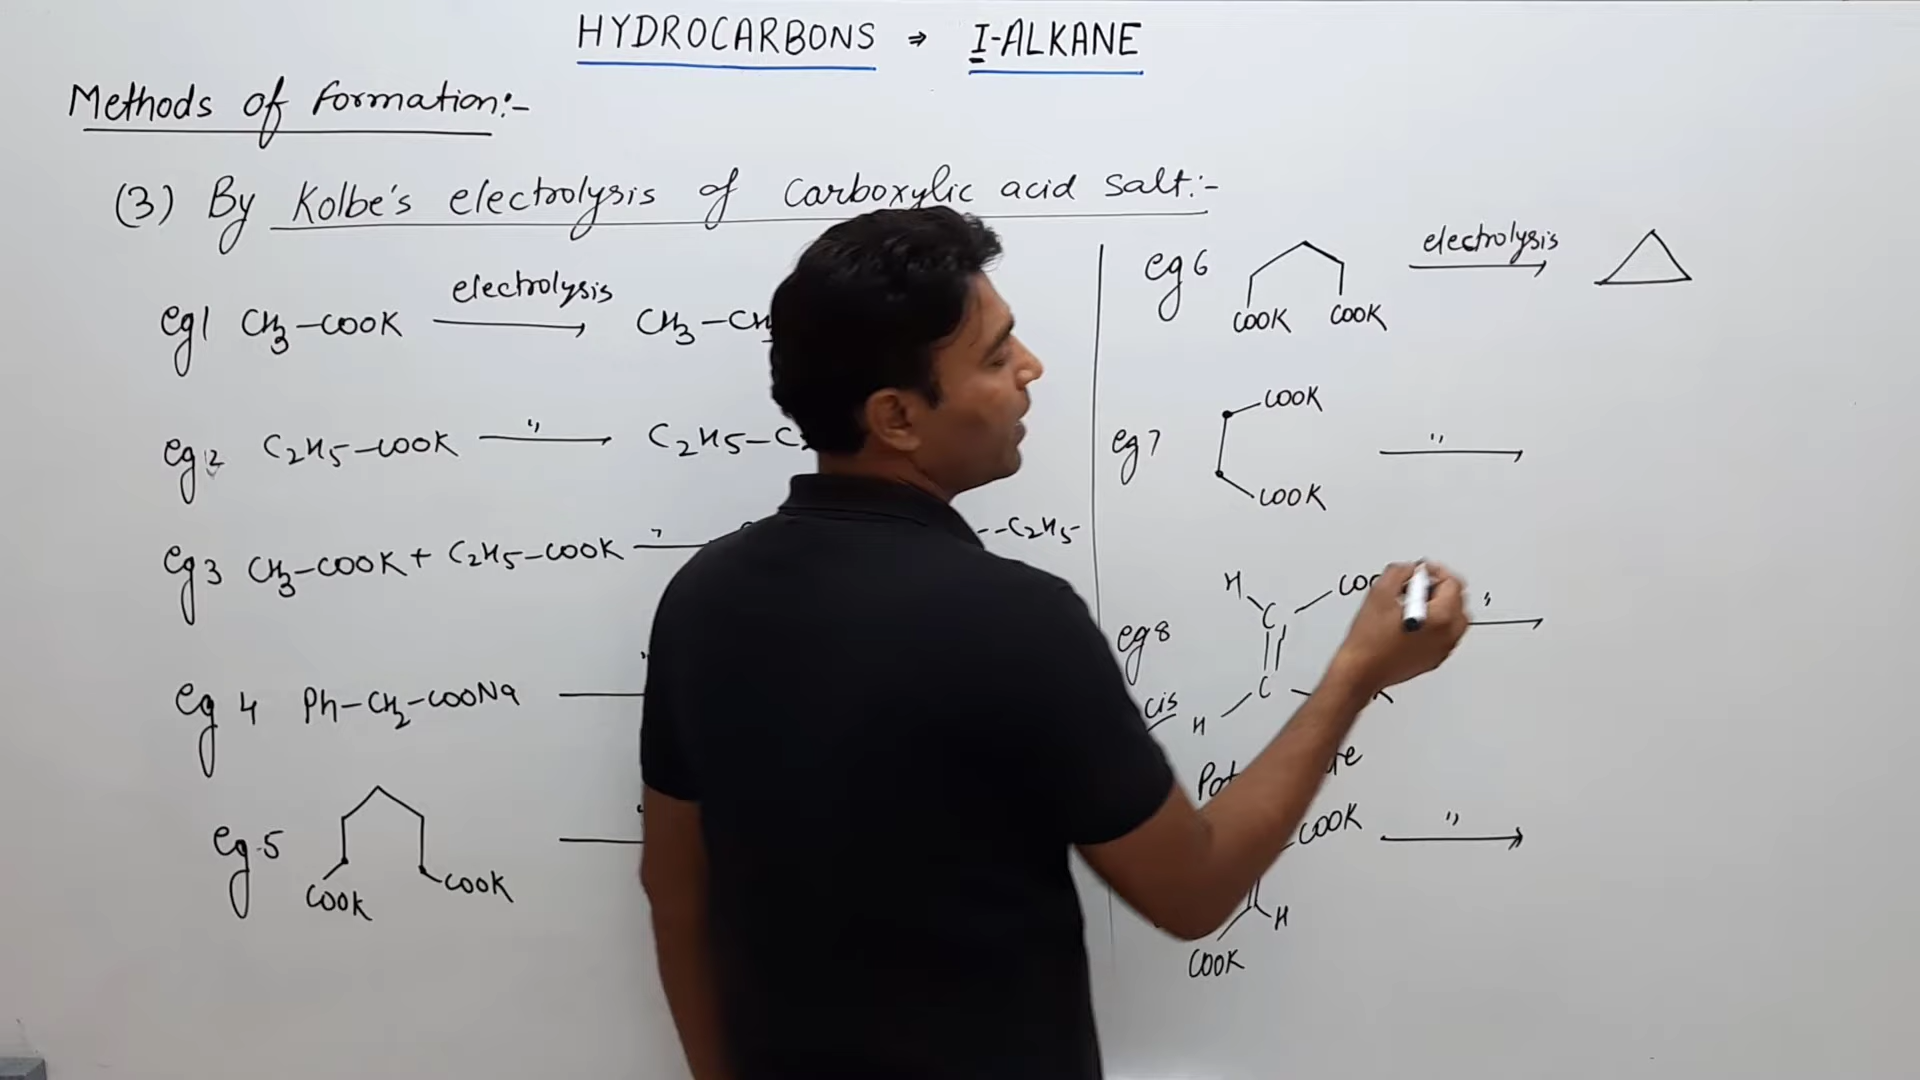 HYDROCARBONS ⇒ I-ALKANE
Methods of formation:-
(3) By Kolbe's electrolysis of carboxylic acid salt:-
eg1 CH3-COOK electrolysis → CH3-CH
eg2 C2H5-COOK " → C2H5-C
eg3 CH3-COOK + C2H5-COOK " -C2H5
eg 4 Ph-CH2-COONa
eg.5 COOK COOK
eg 6 COOK COOK electrolysis →
eg 7 COOK COOK " →
eg 8 H C COO " →
cis H C K
COOK " →
H
COOK